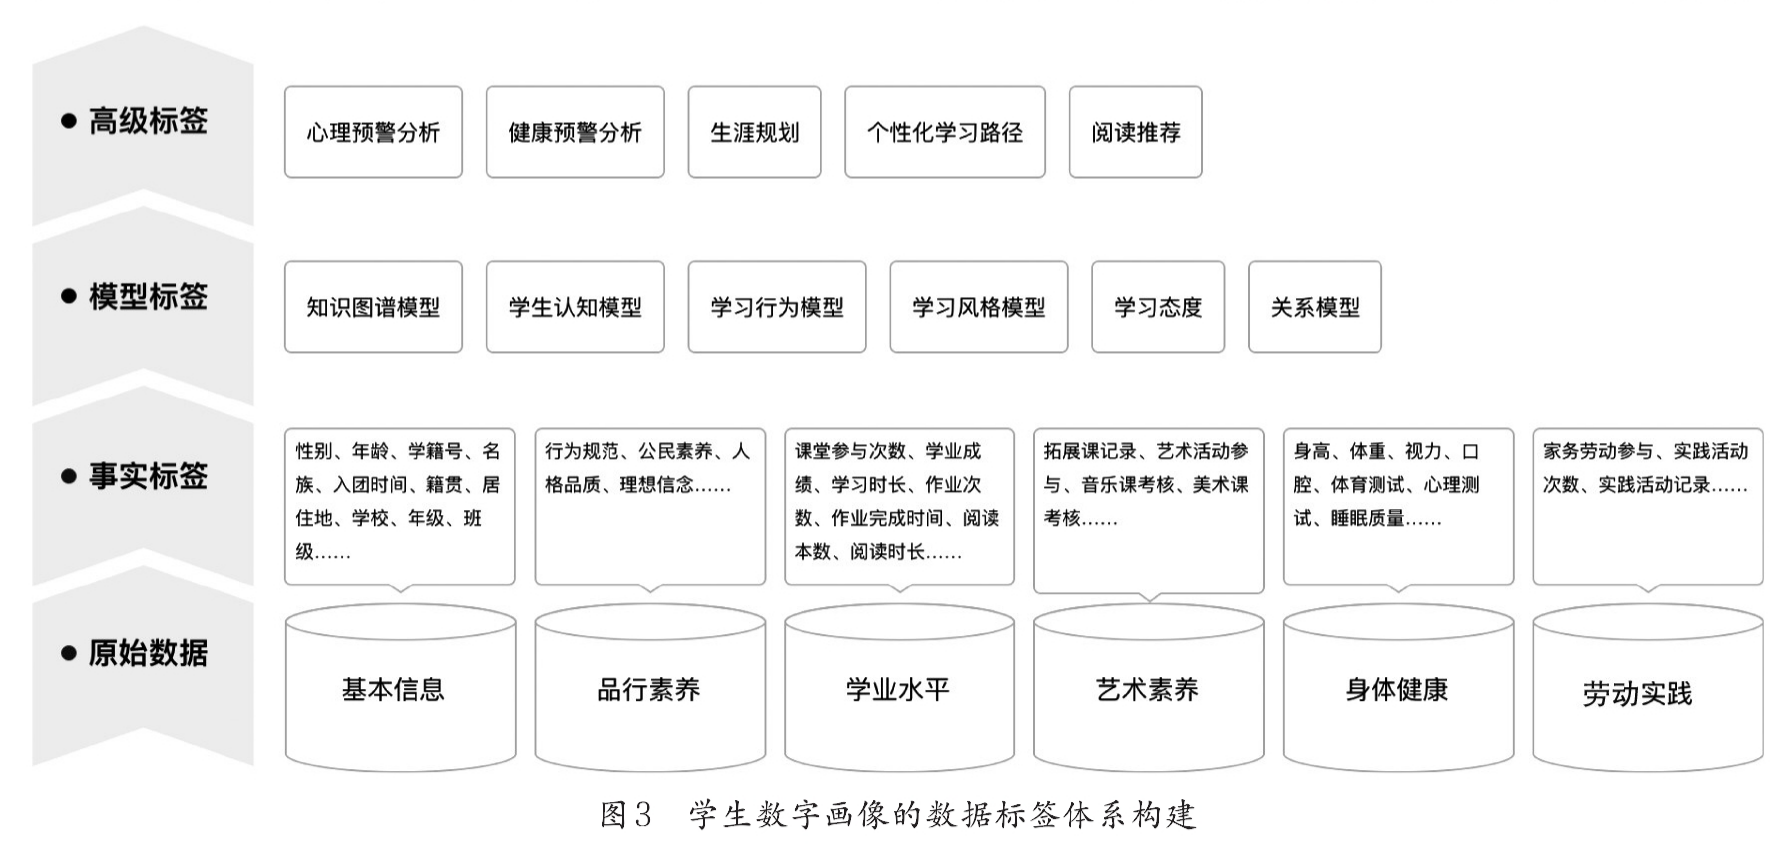 高级标签
心理预警分析
健康预警分析
生涯规划
个性化学习路径
阅读推荐
模型标签
知识图谱模型
学生认知模型
学习行为模型
学习风格模型
学习态度
关系模型
事实标签
性别、年龄、学籍号、名
族、入团时间、籍贯、居
住地、学校、年级、班
级……
行为规范、公民素养、人
格品质、理想信念……
课堂参与次数、学业成
绩、学习时长、作业次
数、作业完成时间、阅读
本数、阅读时长……
拓展课记录、艺术活动参
与、音乐课考核、美术课
考核……
身高、体重、视力、口
腔、体育测试、心理测
试、睡眠质量……
家务劳动参与、实践活动
次数、实践活动记录……
原始数据
基本信息
品行素养
学业水平
艺术素养
身体健康
劳动实践
图3 学生数字画像的数据标签体系构建